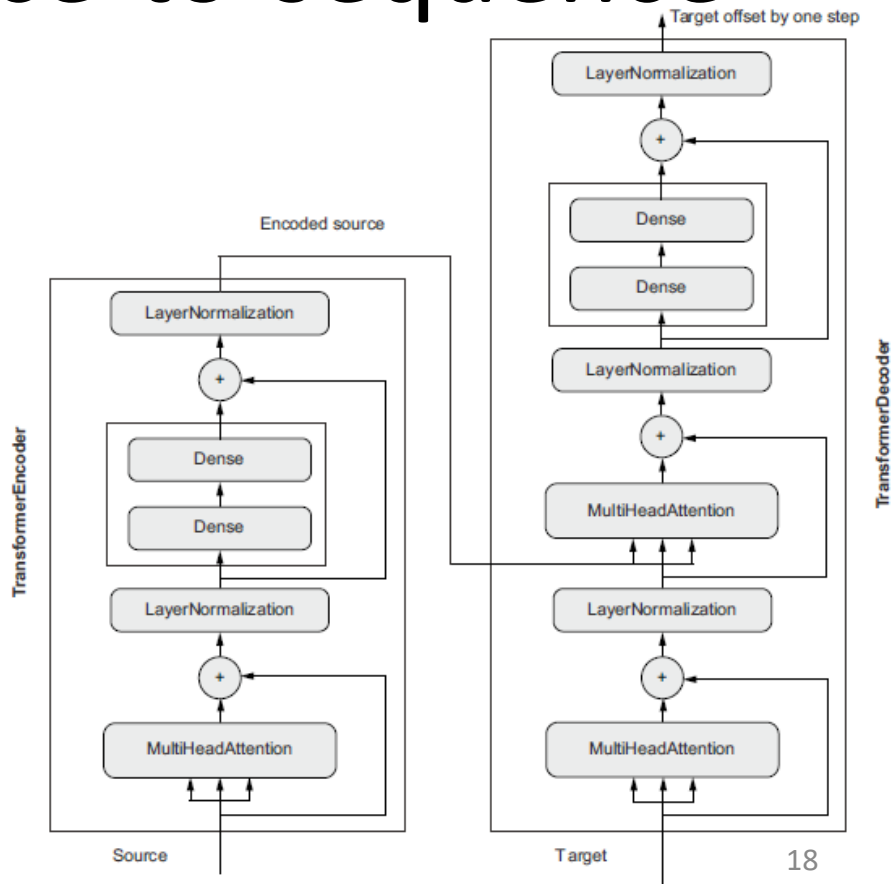 Target offset by one step
LayerNormalization
+
Dense
Dense
LayerNormalization
+
MultiHeadAttention
LayerNormalization
+
MultiHeadAttention
Target
TransformerDecoder
Encoded source
LayerNormalization
+
Dense
Dense
LayerNormalization
+
MultiHeadAttention
Source
TransformerEncoder
18